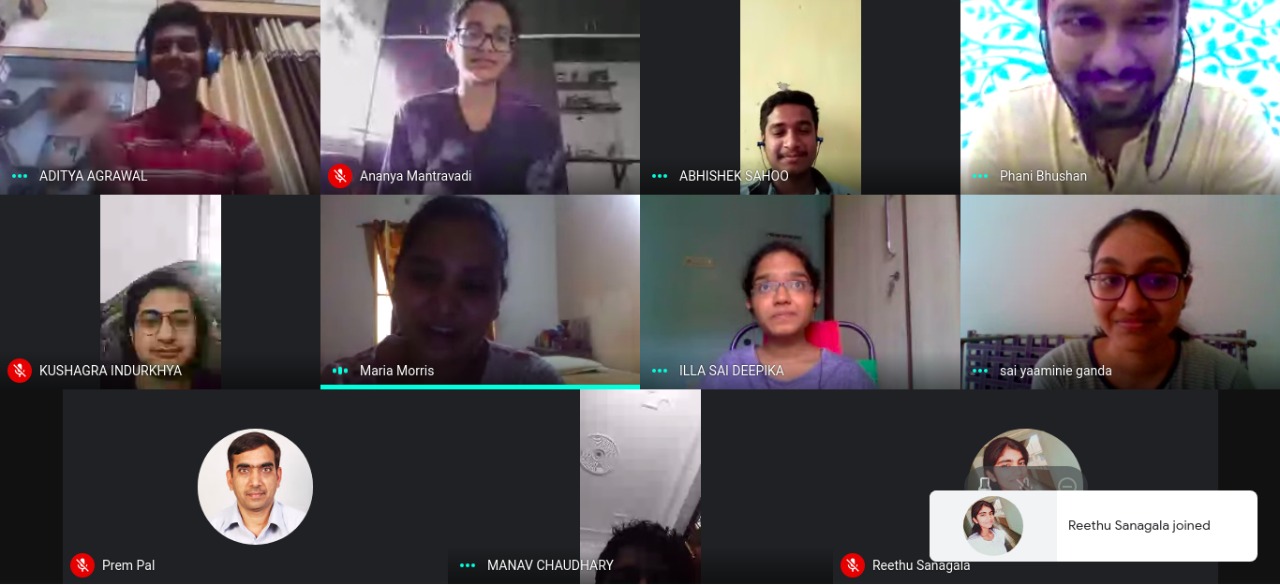 ADITYA AGRAWAL
Ananya Mantravadi
ABHISHEK SAHOO
Phani Bhushan
KUSHAGRA INDURKHYA
Maria Morris
ILLA SAI DEEPIKA
sai yaaminie ganda
Prem Pal
MANAV CHAUDHARY
Reethu Sanagala
Reethu Sanagala joined